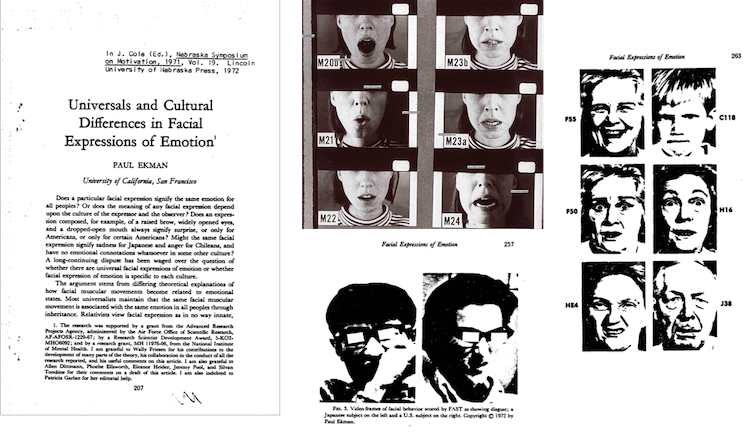 In J. Cole (Ed.), Nebraska Symposium
on Motivation, 1971, Vol. 19. Lincoln
University of Nebraska Press, 1972
Universals and Cultural
Differences in Facial
Expressions of Emotion¹
PAUL EKMAN
University of California, San Francisco
Does a particular facial expression signify the same emotion for
all peoples? Or does the meaning of any facial expression depend
upon the culture of the expressor and the observer? Does an expres-
sion composed, for example, of a raised brow, widely opened eyes,
and a dropped-open mouth always signify surprise, or only for
Americans, or only for certain Americans? Might the same facial
expression signify sadness for Japanese and anger for Chileans, and
have no emotional connotations whatsoever in some other culture?
A long-continuing dispute has been waged over the question of
whether there are universal facial expressions of emotion or whether
facial expression of emotion is specific to each culture.
The argument stems from differing theoretical explanations of
how facial muscular movements become related to emotional
states. Most universalists maintain that the same facial muscular
movement is associated with the same emotion in all peoples through
inheritance. Relativists view facial expression as in no way innate,
1. The research was supported by a grant from the Advanced Research
Projects Agency, administered by the Air Force Office of Scientific Research,
AF-AFOSR-1229-67; by a Research Scientist Development Award, 5-KO2-
MHO6092; and by a research grant, MH 11976-06, from the National Institute
of Mental Health. I am grateful to Wally Friesen for his contributions to the
development of many parts of the theory, his collaboration in the conduct of all the
research reported, and his useful comments on this article. I am also grateful to
Allen Dittmann, Phoebe Ellsworth, Eleanor Heider, Jeremy Pool, and Silvan
Tomkins for their comments on a draft of this article. I am also indebted to
Patricia Garlan for her editorial help.
207
M20b
M23b
M21
M23a
M22
M24
Facial Expressions of Emotion 257
FIG. 3. Video frames of facial behavior scored by FAST as showing disgust; a
Japanese subject on the left and a U.S. subject on the right. Copyright © 1972 by
Paul Ekman.
Facial Expressions of Emotion 263
F55
C118
F50
M16
HE4
J38